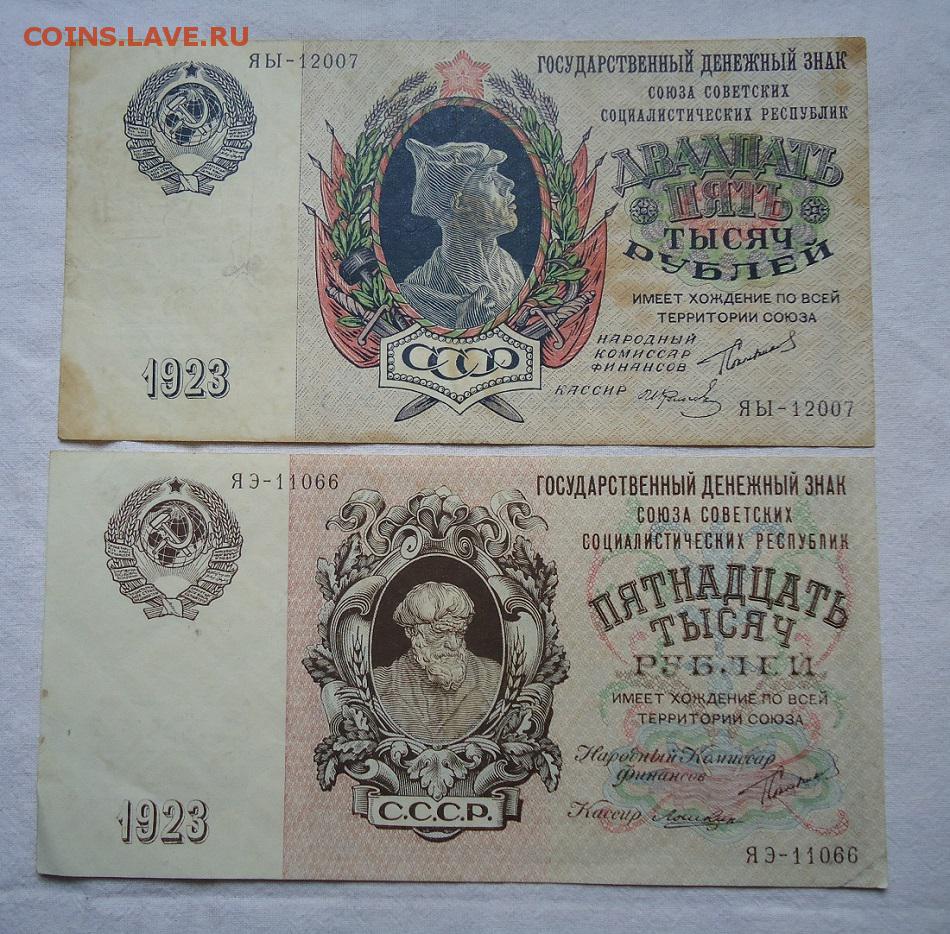 COINS.LAVE.RU
ЯЫ-12007
ГОСУДАРСТВЕННЫЙ ДЕНЕЖНЫЙ ЗНАК
СОЮЗА СОВЕТСКИХ
СОЦИАЛИСТИЧЕСКИХ РЕСПУБЛИК
ДВАДЦАТЬ
ПЯТЬ
ТЫСЯЧ
РУБЛЕЙ
ИМЕЕТ ХОЖДЕНИЕ ПО ВСЕЙ
ТЕРРИТОРИИ СОЮЗА
НАРОДНЫЙ
КОМИССАР
ФИНАНСОВ
КАССИР
ЯЫ-12007
СССР
1923
ЯЭ-11066
ГОСУДАРСТВЕННЫЙ ДЕНЕЖНЫЙ ЗНАК
СОЮЗА СОВЕТСКИХ
СОЦИАЛИСТИЧЕСКИХ РЕСПУБЛИК
ПЯТНАДЦАТЬ
ТЫСЯЧ
РУБЛЕЙ
ИМЕЕТ ХОЖДЕНИЕ ПО ВСЕЙ
ТЕРРИТОРИИ СОЮЗА
Народный Комиссар
Финансов
Кассир
ЯЭ-11066
С.С.С.Р.
1923